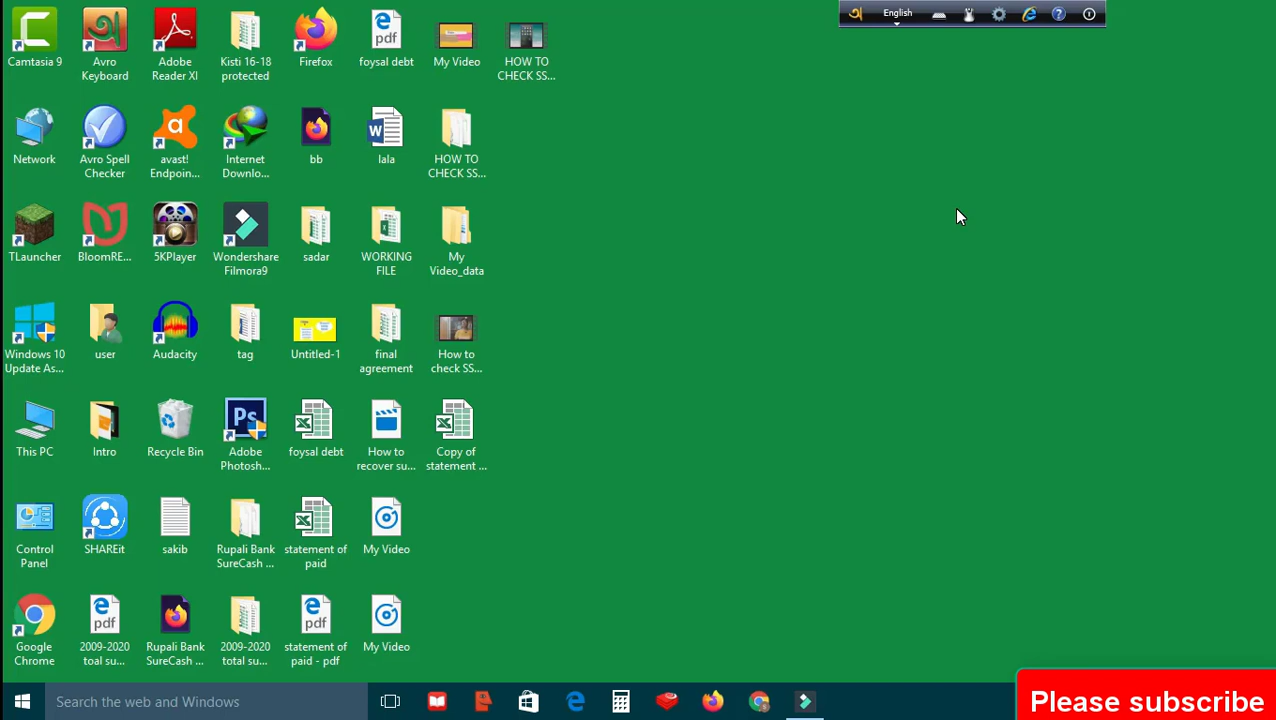 English
Camtasia 9
Avro
Keyboard
Adobe
Reader XI
Kisti 16-18
protected
Firefox
foysal debt
My Video
HOW TO
CHECK SS...
Network
Avro Spell
Checker
avast!
Endpoin...
Internet
Downlo...
bb
lala
HOW TO
CHECK SS...
TLauncher
BloomRE...
5KPlayer
Wondershare
Filmora9
sadar
WORKING
FILE
My
Video_data
Windows 10
Update As...
user
Audacity
tag
Untitled-1
final
agreement
How to
check SS...
This PC
Intro
Recycle Bin
Adobe
Photosh...
foysal debt
How to
recover su...
Copy of
statement ...
Control
Panel
SHAREit
sakib
Rupali Bank
SureCash ...
statement of
paid
My Video
Google
Chrome
2009-2020
toal su...
Rupali Bank
SureCash ...
2009-2020
total su...
statement of
paid - pdf
My Video
Search the web and Windows
Please subscribe